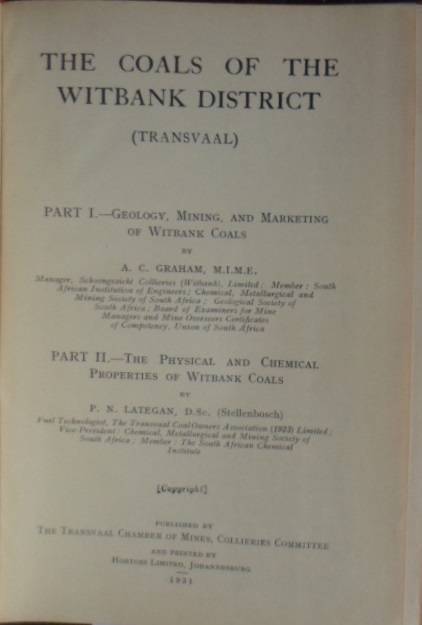 THE COALS OF THE
WITBANK DISTRICT
(TRANSVAAL)
PART I.—GEOLOGY, MINING, AND MARKETING
OF WITBANK COALS
BY
A. C. GRAHAM, M.I.M.E.
Manager, Schoongezicht Collieries (Witbank), Limited; Member: South
African Institution of Engineers; Chemical, Metallurgical and
Mining Society of South Africa; Geological Society of
South Africa; Board of Examiners for Mine
Managers and Mine Overseers Certificates
of Competency, Union of South Africa
PART II.—THE PHYSICAL AND CHEMICAL
PROPERTIES OF WITBANK COALS
BY
P. N. LATEGAN, D.Sc. (Stellenbosch)
Fuel Technologist, The Transvaal Coal Owners Association (1923) Limited;
Vice-President: Chemical, Metallurgical and Mining Society of
South Africa; Member: The South African Chemical
Institute
[Copyright]
PUBLISHED BY
THE TRANSVAAL CHAMBER OF MINES, COLLIERIES COMMITTEE
AND PRINTED BY
HORTORS LIMITED, JOHANNESBURG
1931